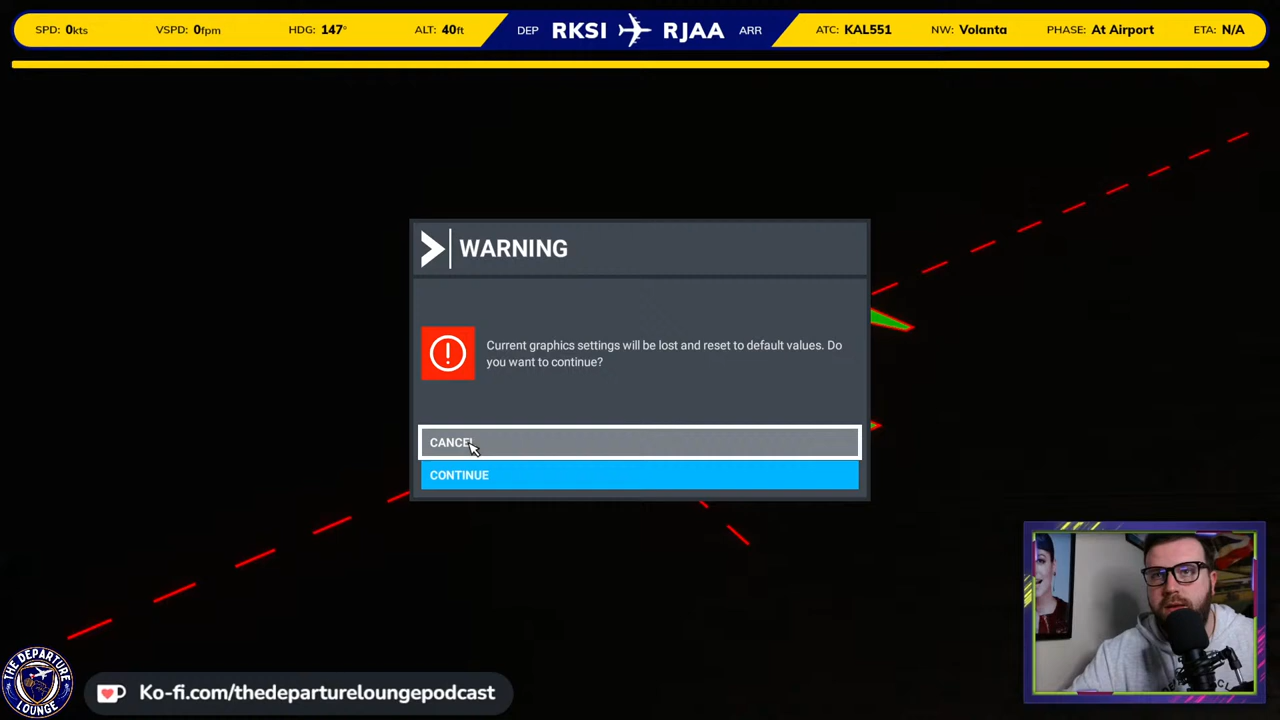 SPD: 0kts VSPD: 0fpm HDG: 147° ALT: 40ft DEP RKSI RJAA ARR ATC: KAL551 NW: Volanta PHASE: At Airport ETA: N/A
WARNING
Current graphics settings will be lost and reset to default values. Do
you want to continue?
CANCEL
CONTINUE
THE DEPARTURE
LOUNGE
Ko-fi.com/thedepartureloungepodcast